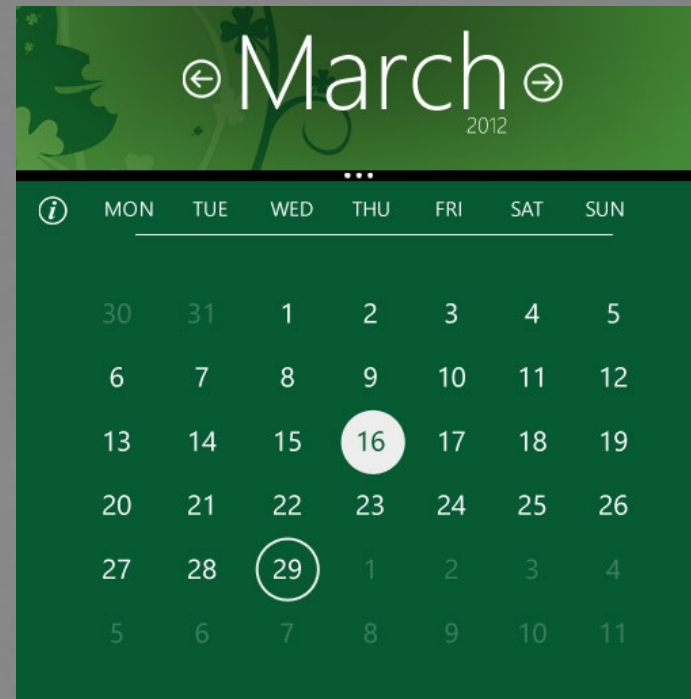 March
2012
i MON TUE WED THU FRI SAT SUN
30 31 1 2 3 4 5
6 7 8 9 10 11 12
13 14 15 16 17 18 19
20 21 22 23 24 25 26
27 28 29 1 2 3 4
5 6 7 8 9 10 11